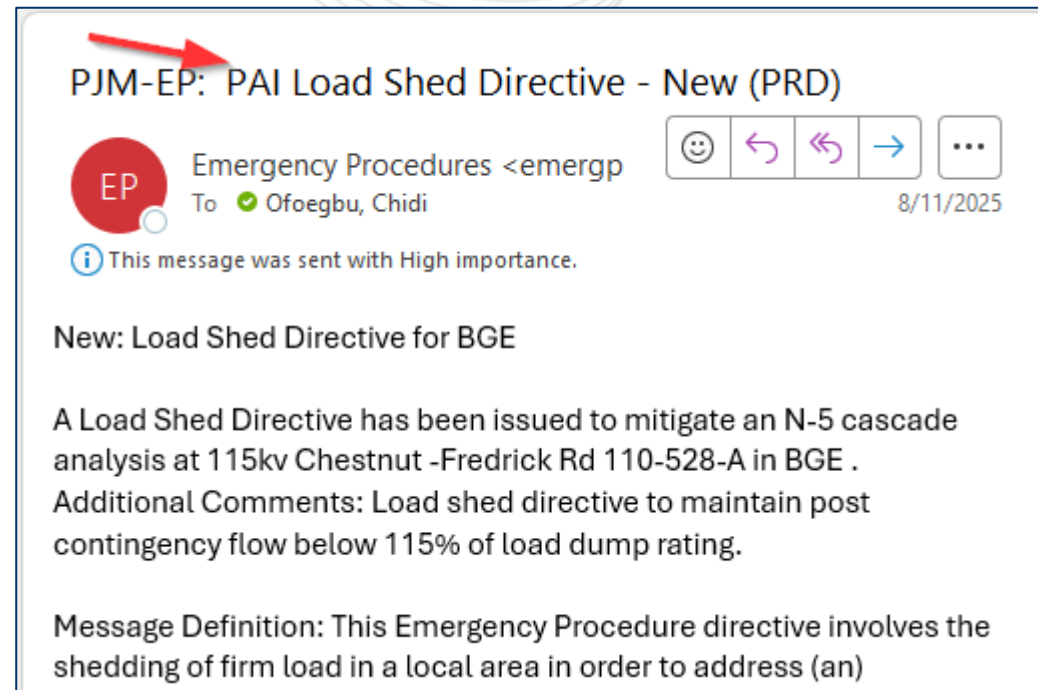 PJM-EP: PAI Load Shed Directive - New (PRD)
EP
Emergency Procedures <emergp
To Ofoegbu, Chidi
8/11/2025
This message was sent with High importance.
New: Load Shed Directive for BGE
A Load Shed Directive has been issued to mitigate an N-5 cascade
analysis at 115kv Chestnut -Fredrick Rd 110-528-A in BGE .
Additional Comments: Load shed directive to maintain post
contingency flow below 115% of load dump rating.
Message Definition: This Emergency Procedure directive involves the
shedding of firm load in a local area in order to address (an)